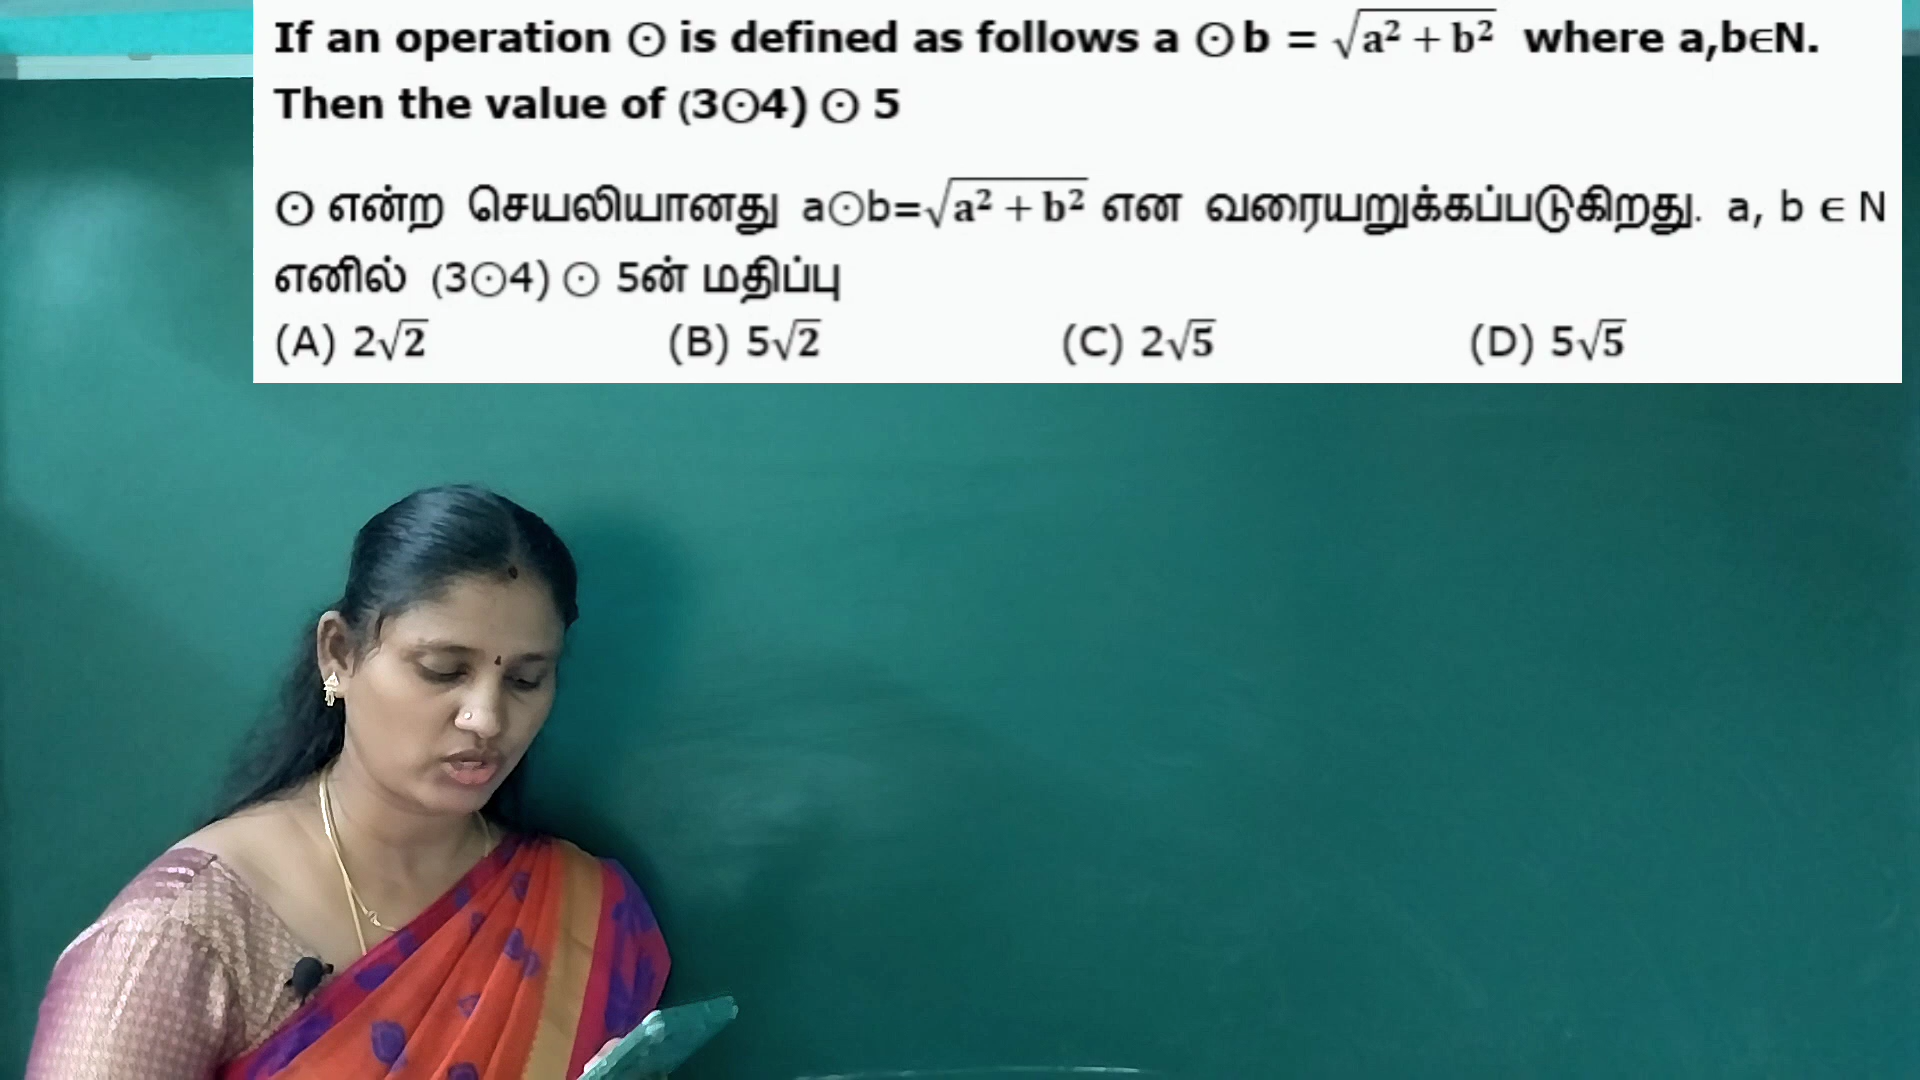 If an operation ⊙ is defined as follows a ⊙ b = √(a² + b²) where a,b∈N.
Then the value of (3⊙4) ⊙ 5
⊙ என்ற செயலியானது a⊙b=√(a² + b²) என வரையறுக்கப்படுகிறது. a, b ∈ N
எனில் (3⊙4) ⊙ 5ன் மதிப்பு
(A) 2√2 (B) 5√2 (C) 2√5 (D) 5√5